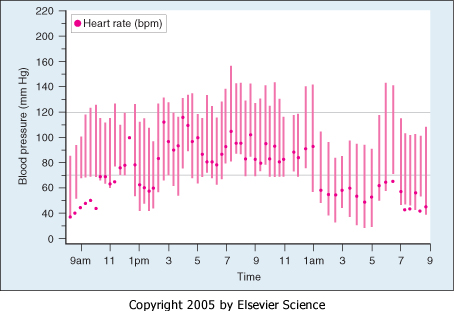 Heart rate (bpm)
Blood pressure (mm Hg)
220
200
180
160
140
120
100
80
60
40
20
0
9am 11 1pm 3 5 7 9 11 1am 3 5 7 9
Time
Copyright 2005 by Elsevier Science